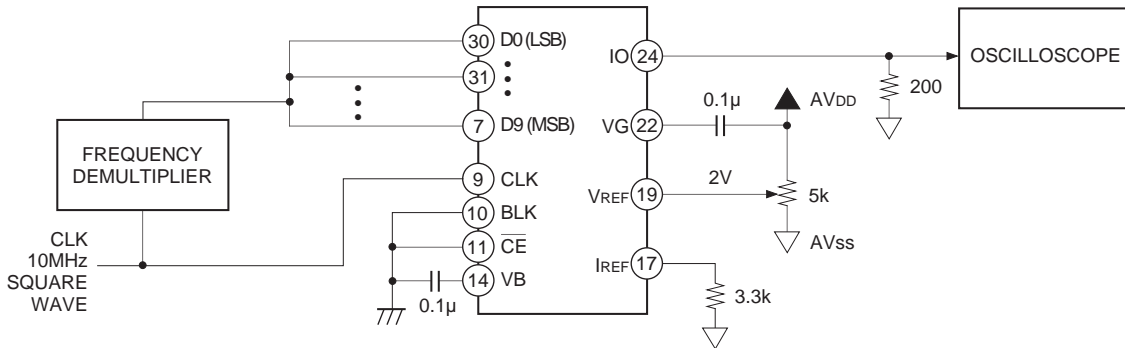 30 D0 (LSB)
31
7 D9 (MSB)
9 CLK
10 BLK
11 CE
14 VB
0.1μ
FREQUENCY
DEMULTIPLIER
CLK
10MHz
SQUARE
WAVE
IO 24
VG 22
VREF 19
IREF 17
0.1μ
AVDD
2V
5k
AVss
3.3k
200
OSCILLOSCOPE